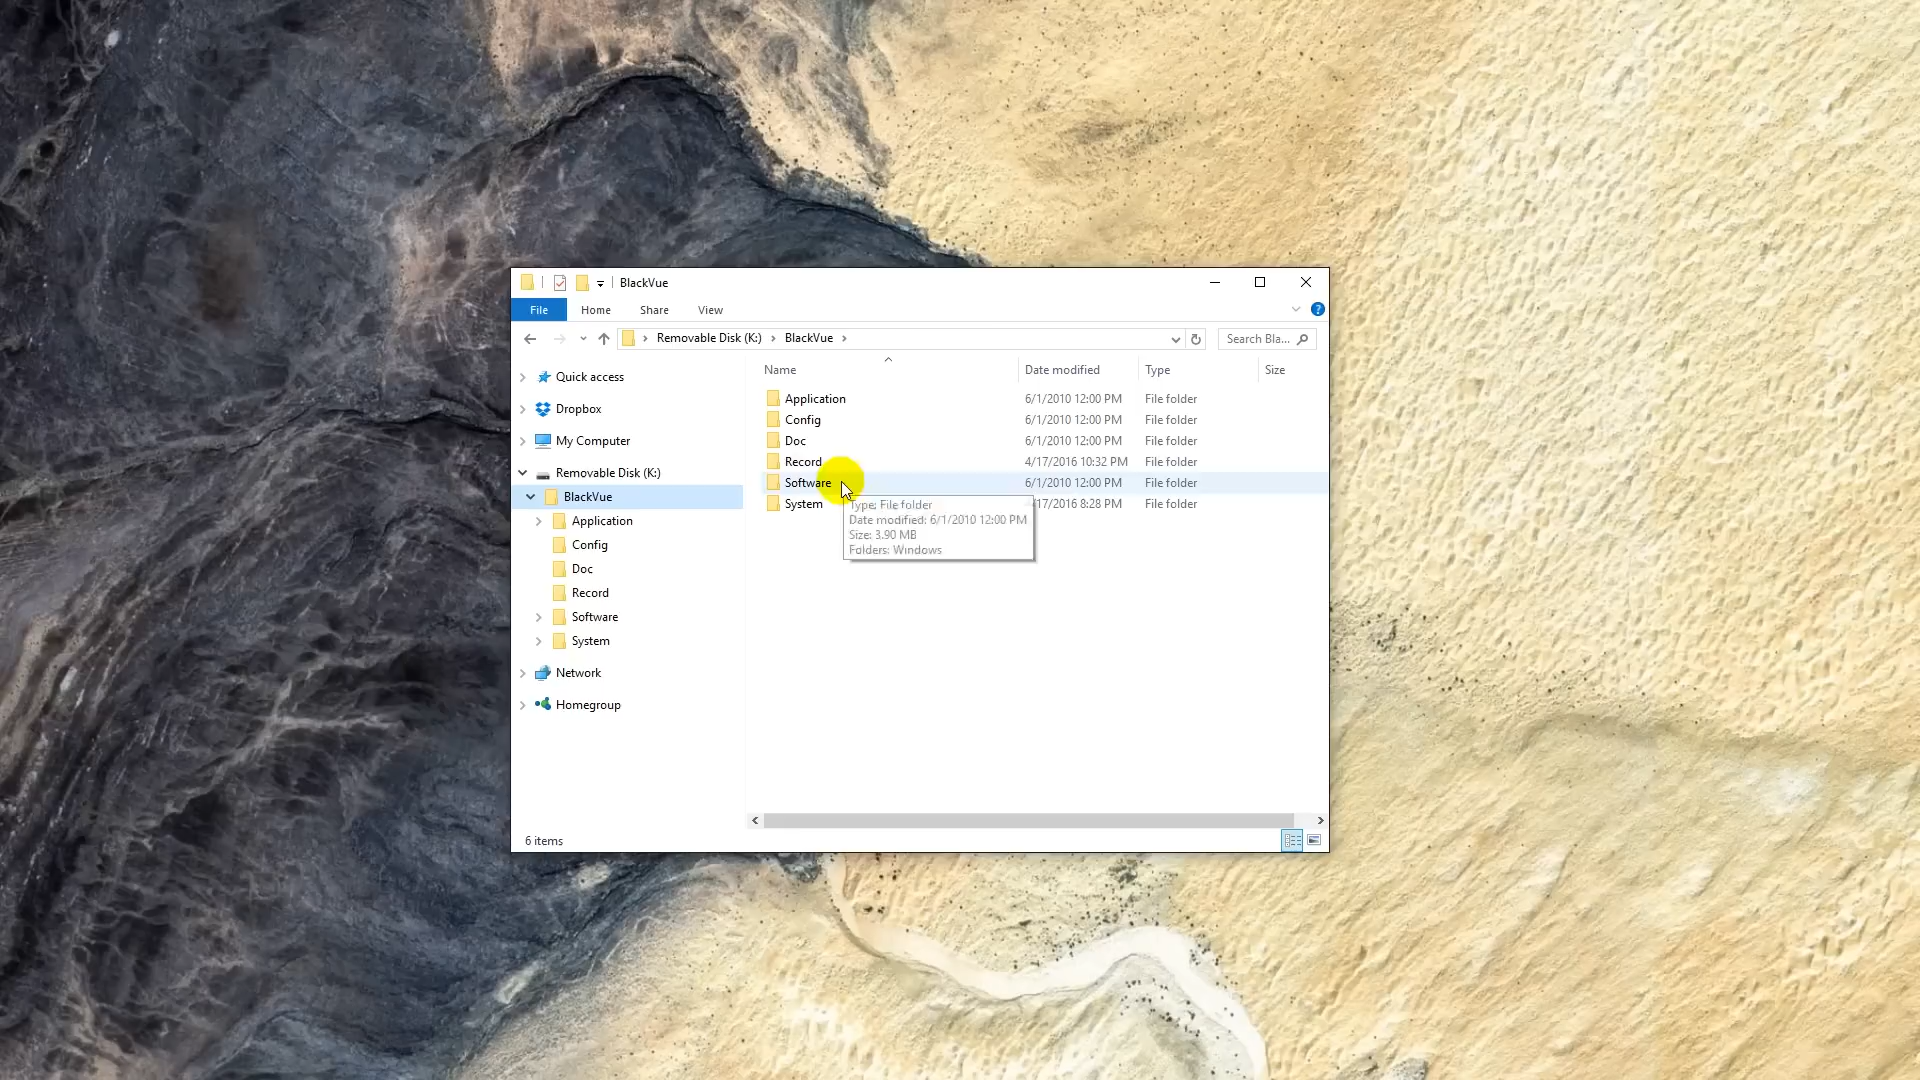 BlackVue
File Home Share View
Removable Disk (K:) BlackVue
Search Bla...
Name Date modified Type Size
Quick access
Dropbox
My Computer
Removable Disk (K:)
BlackVue
Application
Config
Doc
Record
Software
System
Network
Homegroup
Application 6/1/2010 12:00 PM File folder
Config 6/1/2010 12:00 PM File folder
Doc 6/1/2010 12:00 PM File folder
Record 4/17/2016 10:32 PM File folder
Software 6/1/2010 12:00 PM File folder
System 17/2016 8:28 PM File folder
Type: File folder
Date modified: 6/1/2010 12:00 PM
Size: 3.90 MB
Folders: Windows
6 items